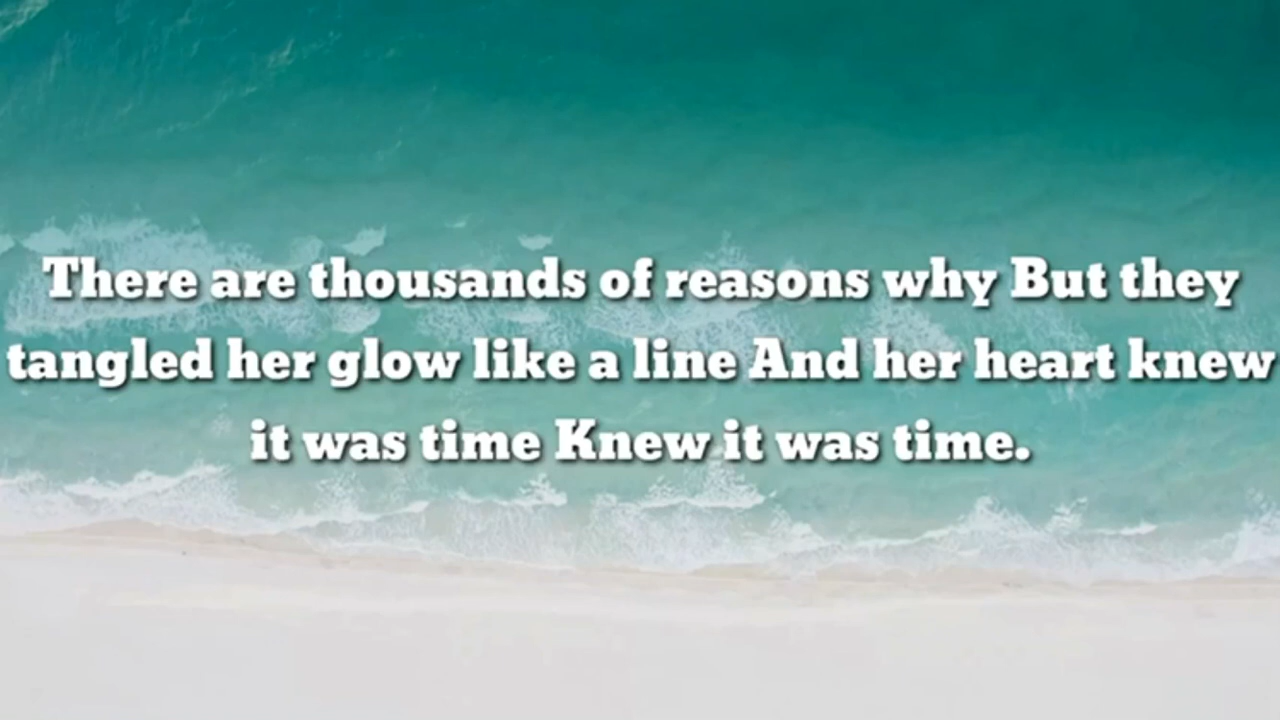 There are thousands of reasons why But they
tangled her glow like a line And her heart knew
it was time Knew it was time.